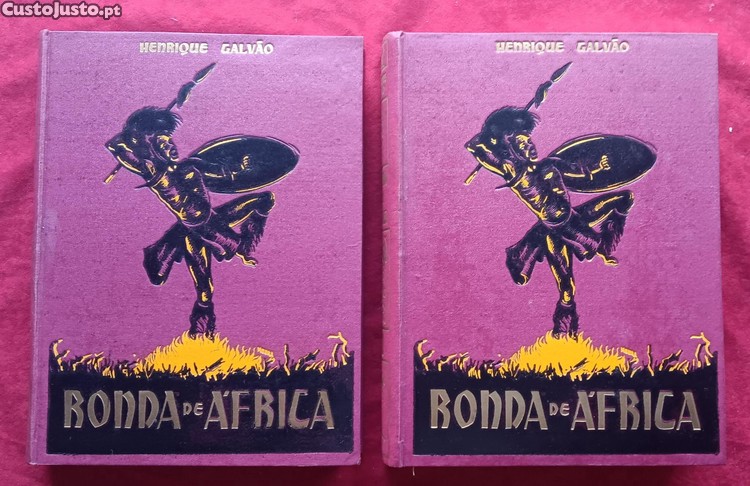 CustoJusto.pt
HENRIQUE GALVÃO
RONDA DE ÁFRICA
HENRIQUE GALVÃO
RONDA DE ÁFRICA